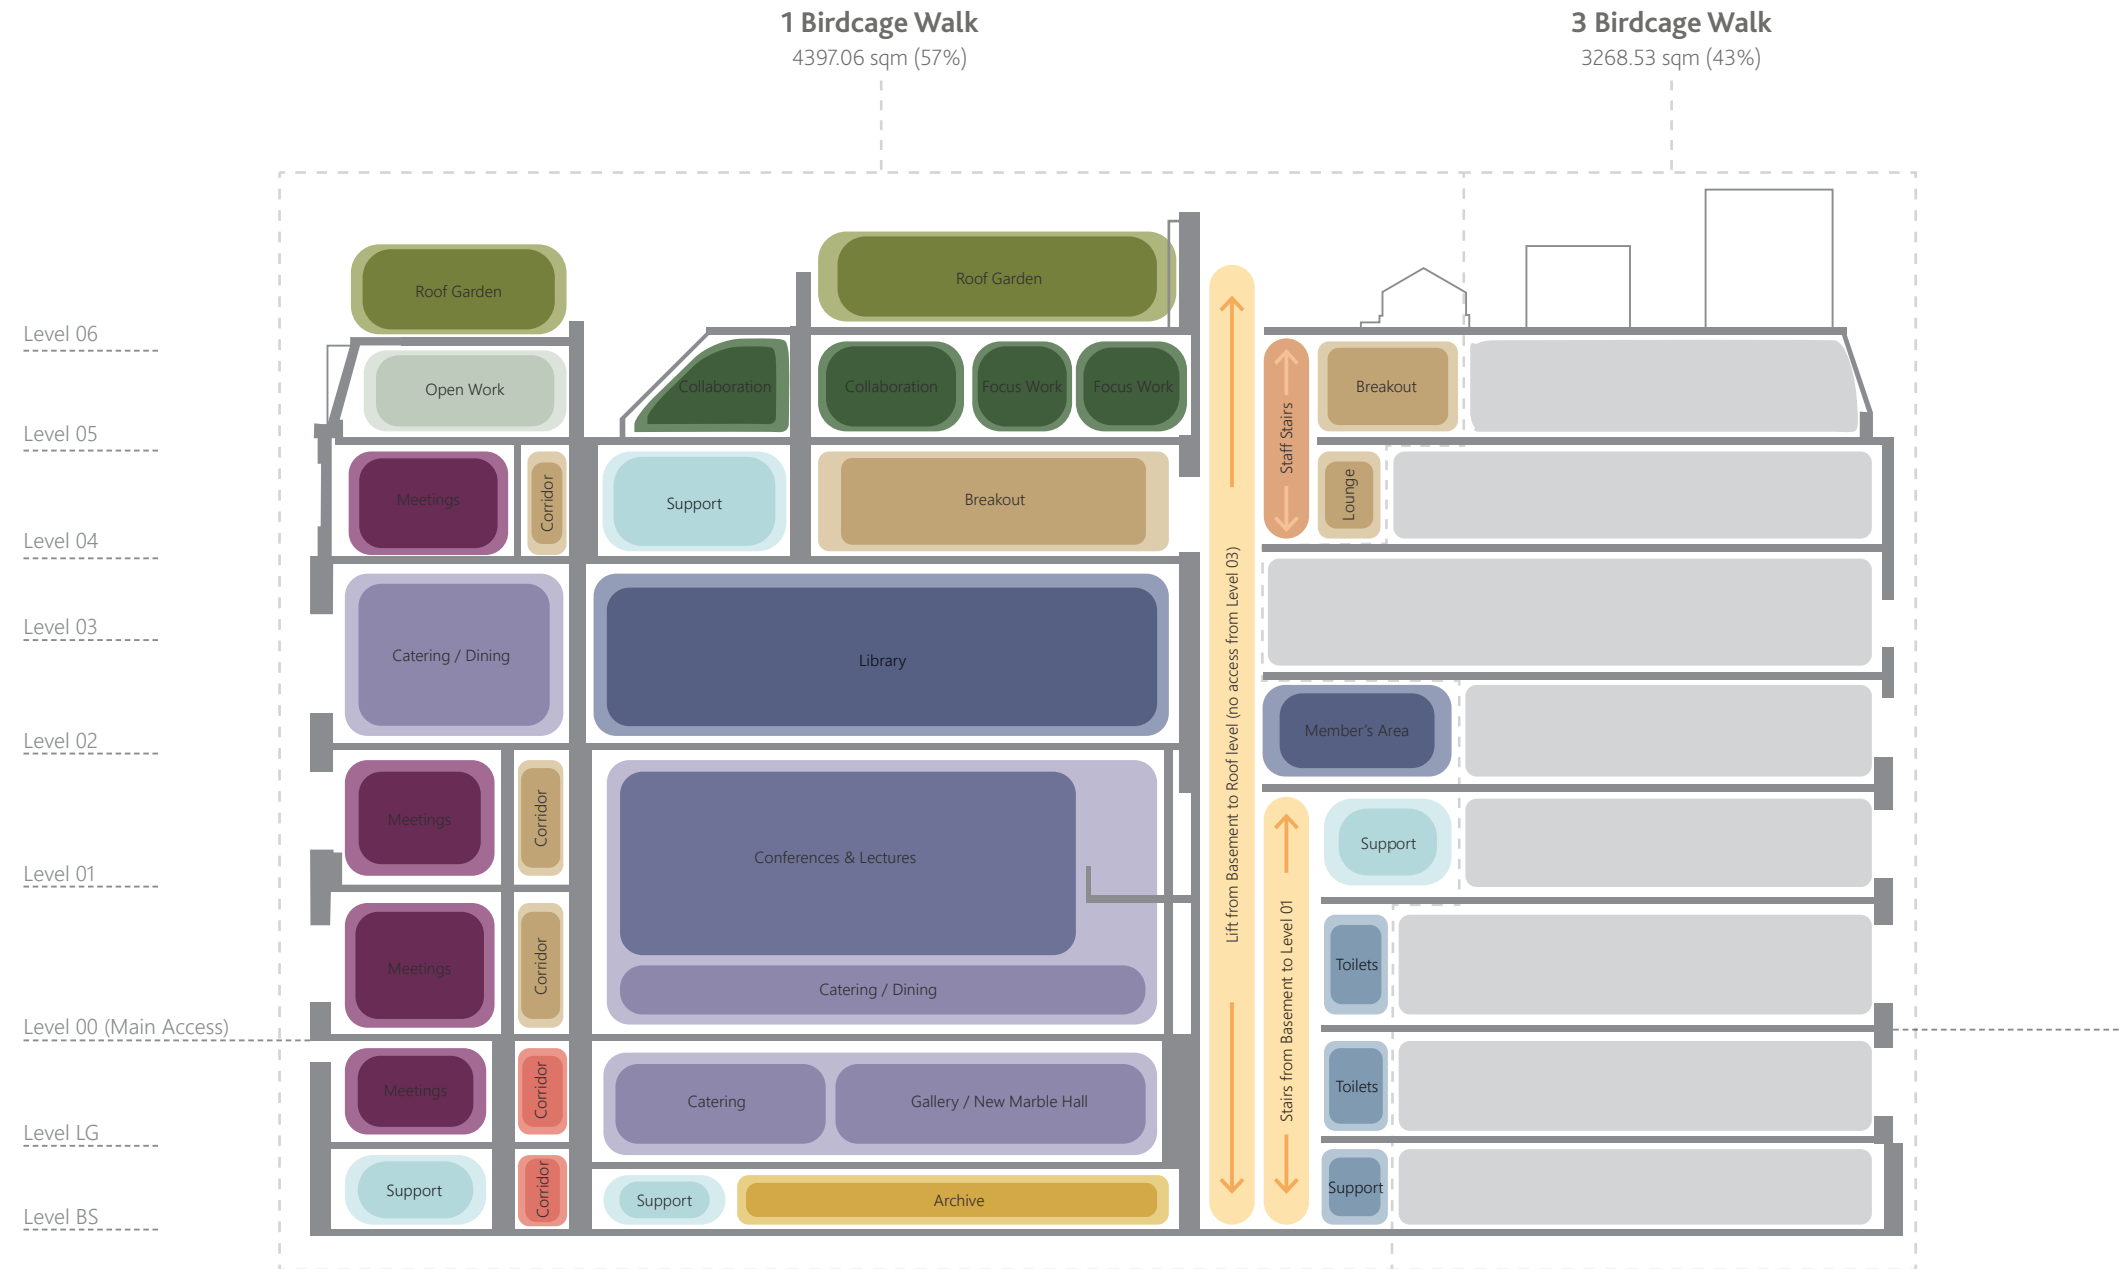 1 Birdcage Walk
4397.06 sqm (57%)
3 Birdcage Walk
3268.53 sqm (43%)
Roof Garden
Roof Garden
Level 06
Open Work
Collaboration
Collaboration
Focus Work
Focus Work
Breakout
Staff Stairs
Level 05
Meetings
Corridor
Support
Breakout
Lounge
Level 04
Catering / Dining
Library
Lift from Basement to Roof level (no access from Level 03)
Level 03
Member's Area
Level 02
Meetings
Corridor
Conferences & Lectures
Support
Level 01
Meetings
Corridor
Catering / Dining
Stairs from Basement to Level 01
Toilets
Level 00 (Main Access)
Meetings
Corridor
Catering
Gallery / New Marble Hall
Toilets
Level LG
Support
Corridor
Support
Archive
Support
Level BS